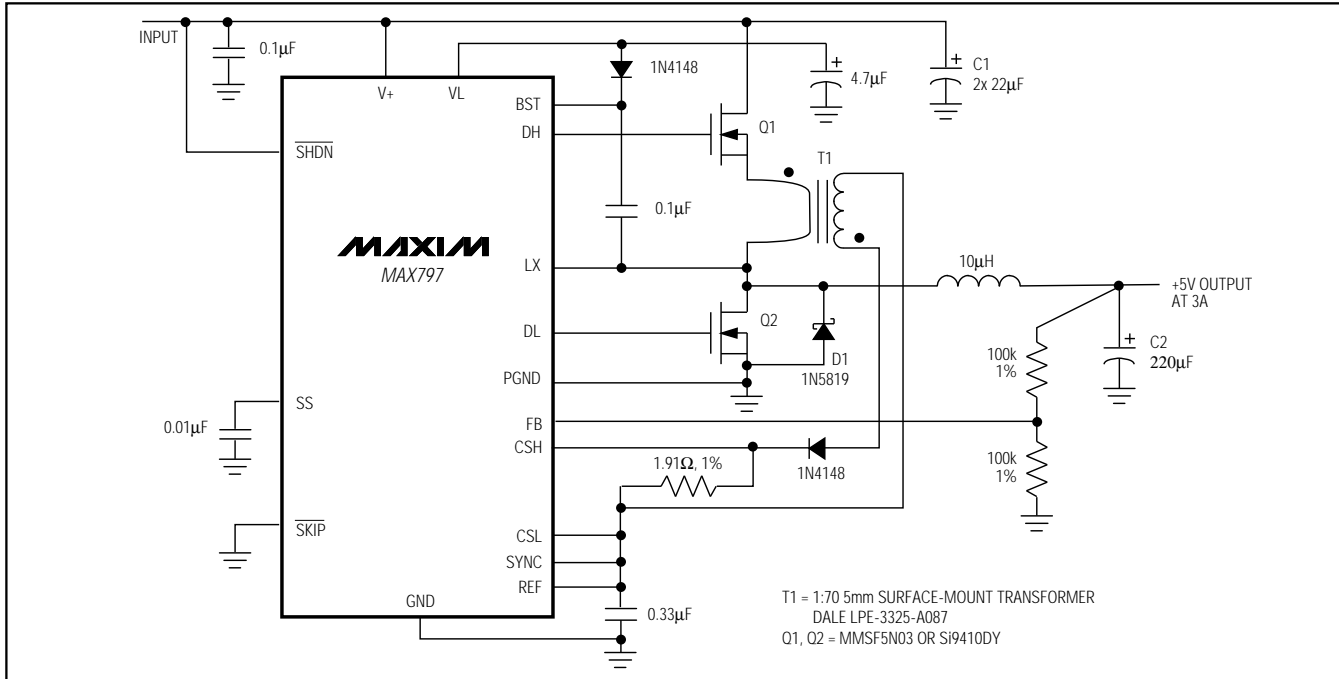 INPUT
0.1µF
1N4148
4.7µF
+
C1
2x 22µF
+
V+
VL
BST
DH
Q1
T1
SHDN
0.1µF
MAXIM
MAX797
LX
10µH
+5V OUTPUT
AT 3A
DL
Q2
D1
1N5819
100k
1%
+
C2
220µF
PGND
SS
0.01µF
FB
CSH
1.91Ω, 1%
1N4148
100k
1%
SKIP
CSL
SYNC
REF
GND
0.33µF
T1 = 1:70 5mm SURFACE-MOUNT TRANSFORMER
DALE LPE-3325-A087
Q1, Q2 = MMSF5N03 OR Si9410DY